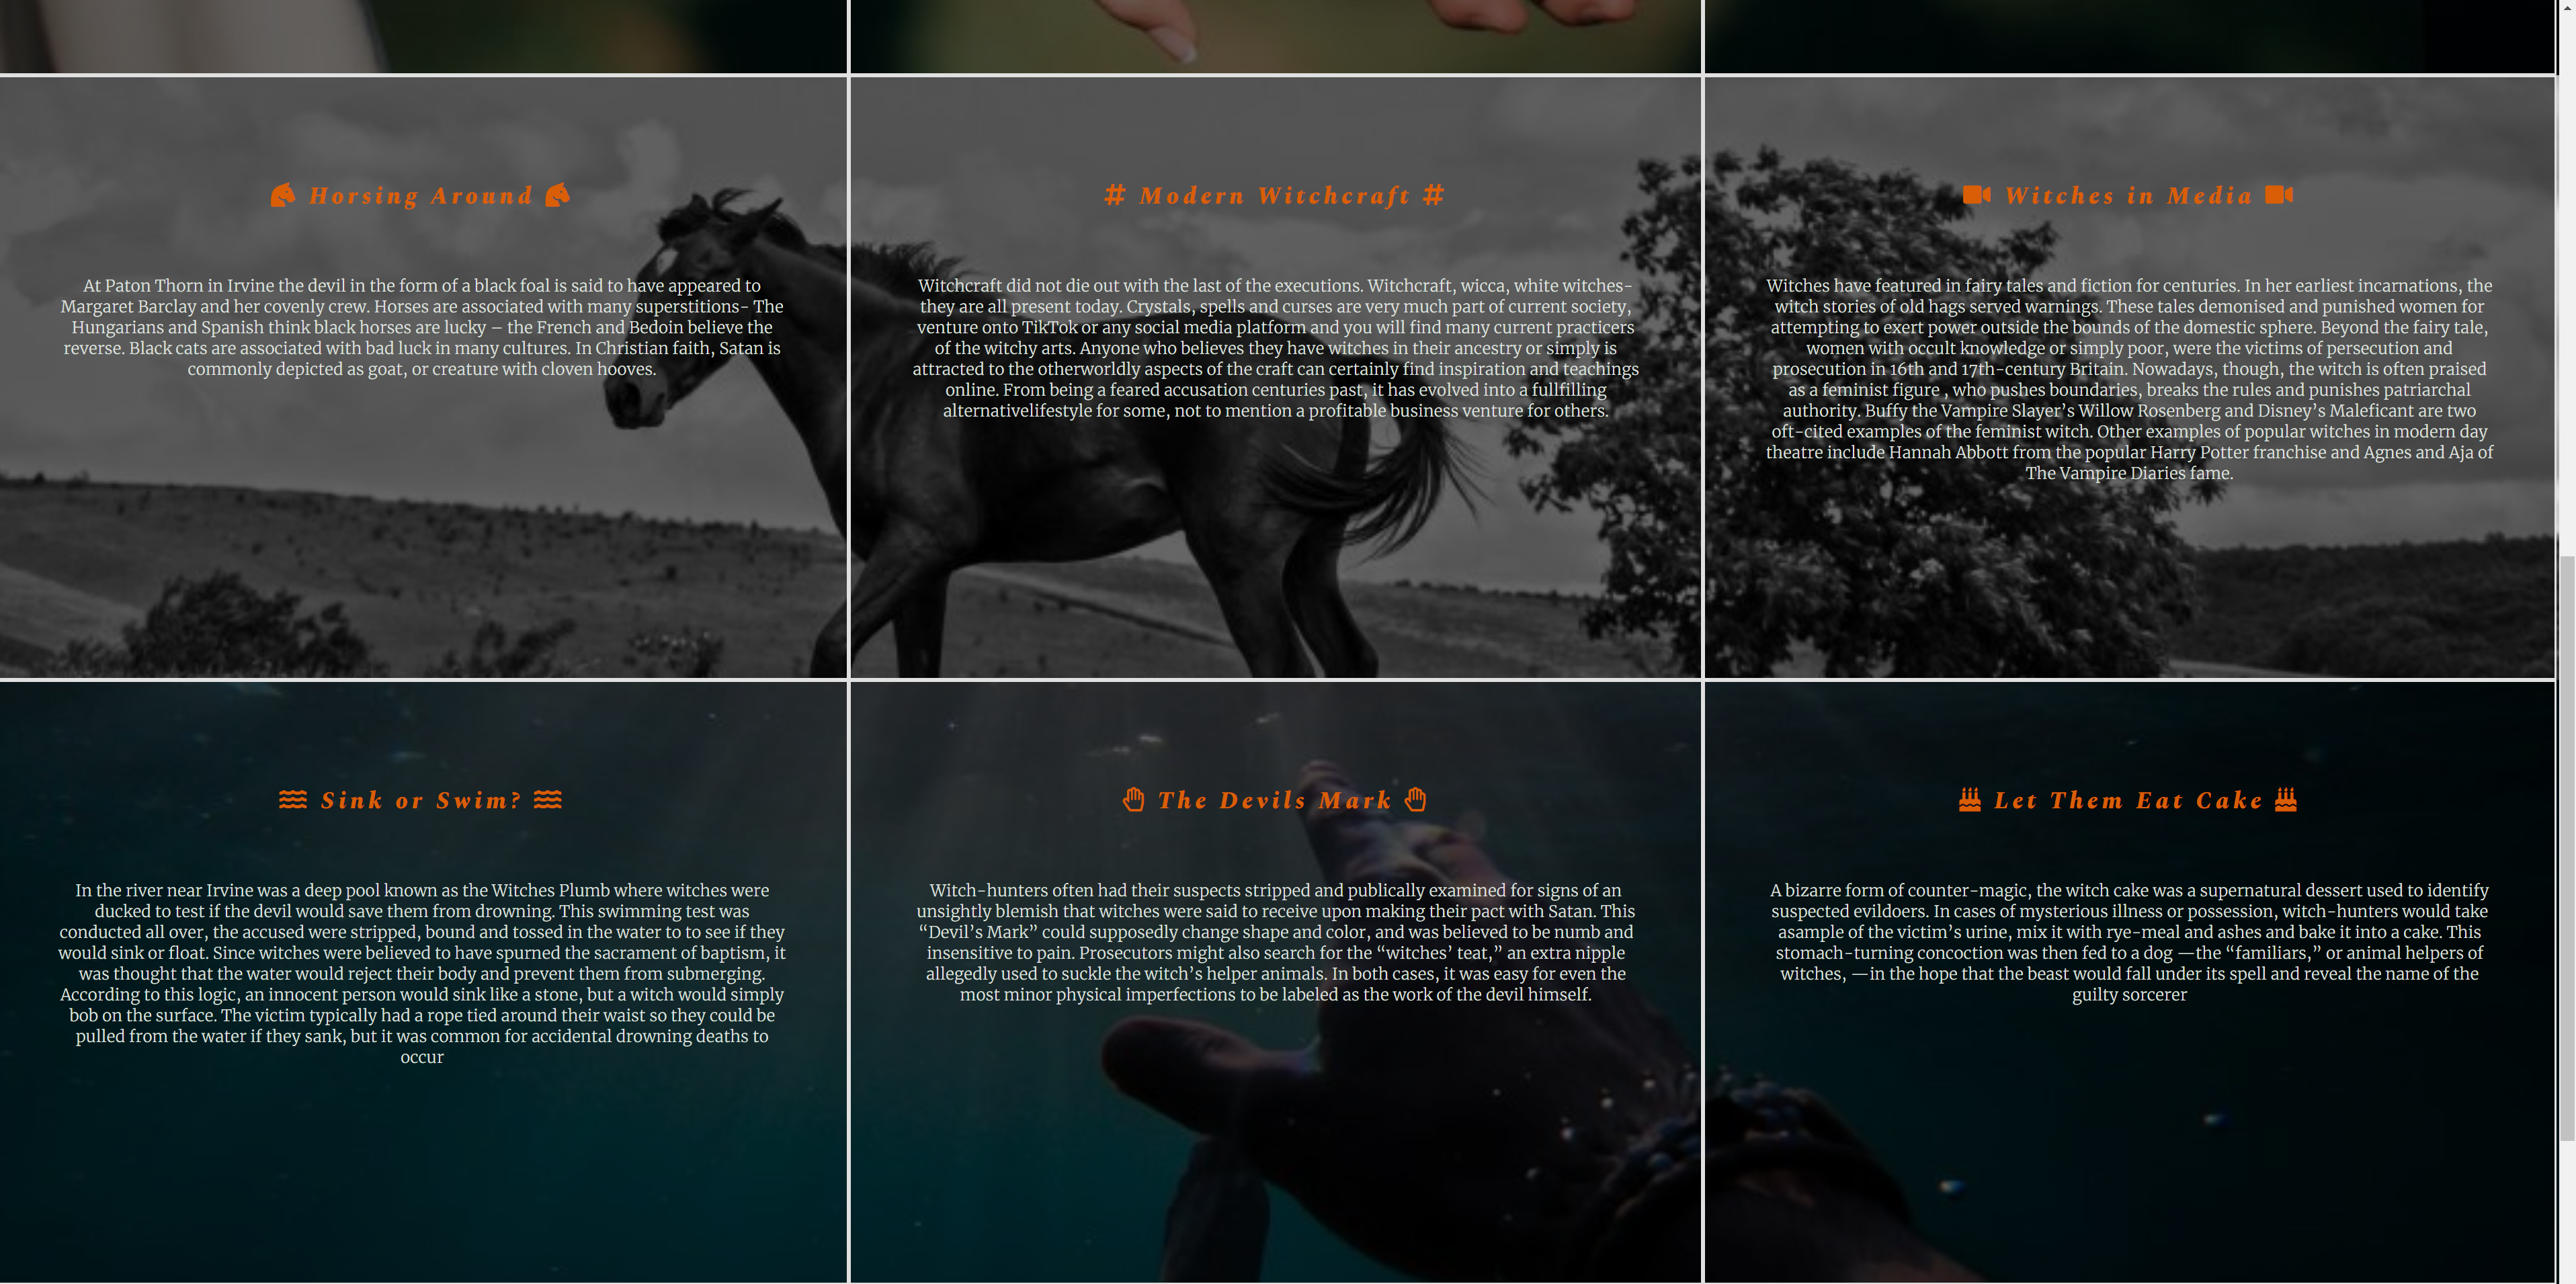 Horsing Around
At Paton Thorn in Irvine the devil in the form of a black foal is said to have appeared to
Margaret Barclay and her covenly crew. Horses are associated with many superstitions- The
Hungarians and Spanish think black horses are lucky – the French and Bedoin believe the
reverse. Black cats are associated with bad luck in many cultures. In Christian faith, Satan is
commonly depicted as goat, or creature with cloven hooves.
# Modern Witchcraft #
Witchcraft did not die out with the last of the executions. Witchcraft, wicca, white witches-
they are all present today. Crystals, spells and curses are very much part of current society,
venture onto TikTok or any social media platform and you will find many current practicers
of the witchy arts. Anyone who believes they have witches in their ancestry or simply is
attracted to the otherworldly aspects of the craft can certainly find inspiration and teachings
online. From being a feared accusation centuries past, it has evolved into a fullfilling
alternativelifestyle for some, not to mention a profitable business venture for others.
Witches in Media
Witches have featured in fairy tales and fiction for centuries. In her earliest incarnations, the
witch stories of old hags served warnings. These tales demonised and punished women for
attempting to exert power outside the bounds of the domestic sphere. Beyond the fairy tale,
women with occult knowledge or simply poor, were the victims of persecution and
prosecution in 16th and 17th-century Britain. Nowadays, though, the witch is often praised
as a feminist figure , who pushes boundaries, breaks the rules and punishes patriarchal
authority. Buffy the Vampire Slayer’s Willow Rosenberg and Disney’s Maleficant are two
oft-cited examples of the feminist witch. Other examples of popular witches in modern day
theatre include Hannah Abbott from the popular Harry Potter franchise and Agnes and Aja of
The Vampire Diaries fame.
Sink or Swim?
In the river near Irvine was a deep pool known as the Witches Plumb where witches were
ducked to test if the devil would save them from drowning. This swimming test was
conducted all over, the accused were stripped, bound and tossed in the water to to see if they
would sink or float. Since witches were believed to have spurned the sacrament of baptism, it
was thought that the water would reject their body and prevent them from submerging.
According to this logic, an innocent person would sink like a stone, but a witch would simply
bob on the surface. The victim typically had a rope tied around their waist so they could be
pulled from the water if they sank, but it was common for accidental drowning deaths to
occur
The Devils Mark
Witch-hunters often had their suspects stripped and publically examined for signs of an
unsightly blemish that witches were said to receive upon making their pact with Satan. This
“Devil’s Mark” could supposedly change shape and color, and was believed to be numb and
insensitive to pain. Prosecutors might also search for the “witches’ teat,” an extra nipple
allegedly used to suckle the witch’s helper animals. In both cases, it was easy for even the
most minor physical imperfections to be labeled as the work of the devil himself.
Let Them Eat Cake
A bizarre form of counter-magic, the witch cake was a supernatural dessert used to identify
suspected evildoers. In cases of mysterious illness or possession, witch-hunters would take
asample of the victim’s urine, mix it with rye-meal and ashes and bake it into a cake. This
stomach-turning concoction was then fed to a dog —the “familiars,” or animal helpers of
witches, —in the hope that the beast would fall under its spell and reveal the name of the
guilty sorcerer